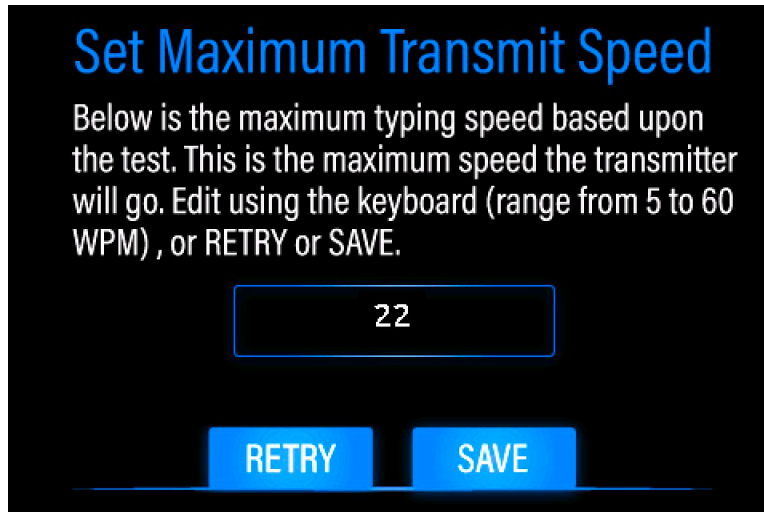 Set Maximum Transmit Speed
Below is the maximum typing speed based upon
the test. This is the maximum speed the transmitter
will go. Edit using the keyboard (range from 5 to 60
WPM) , or RETRY or SAVE.
22
RETRY SAVE